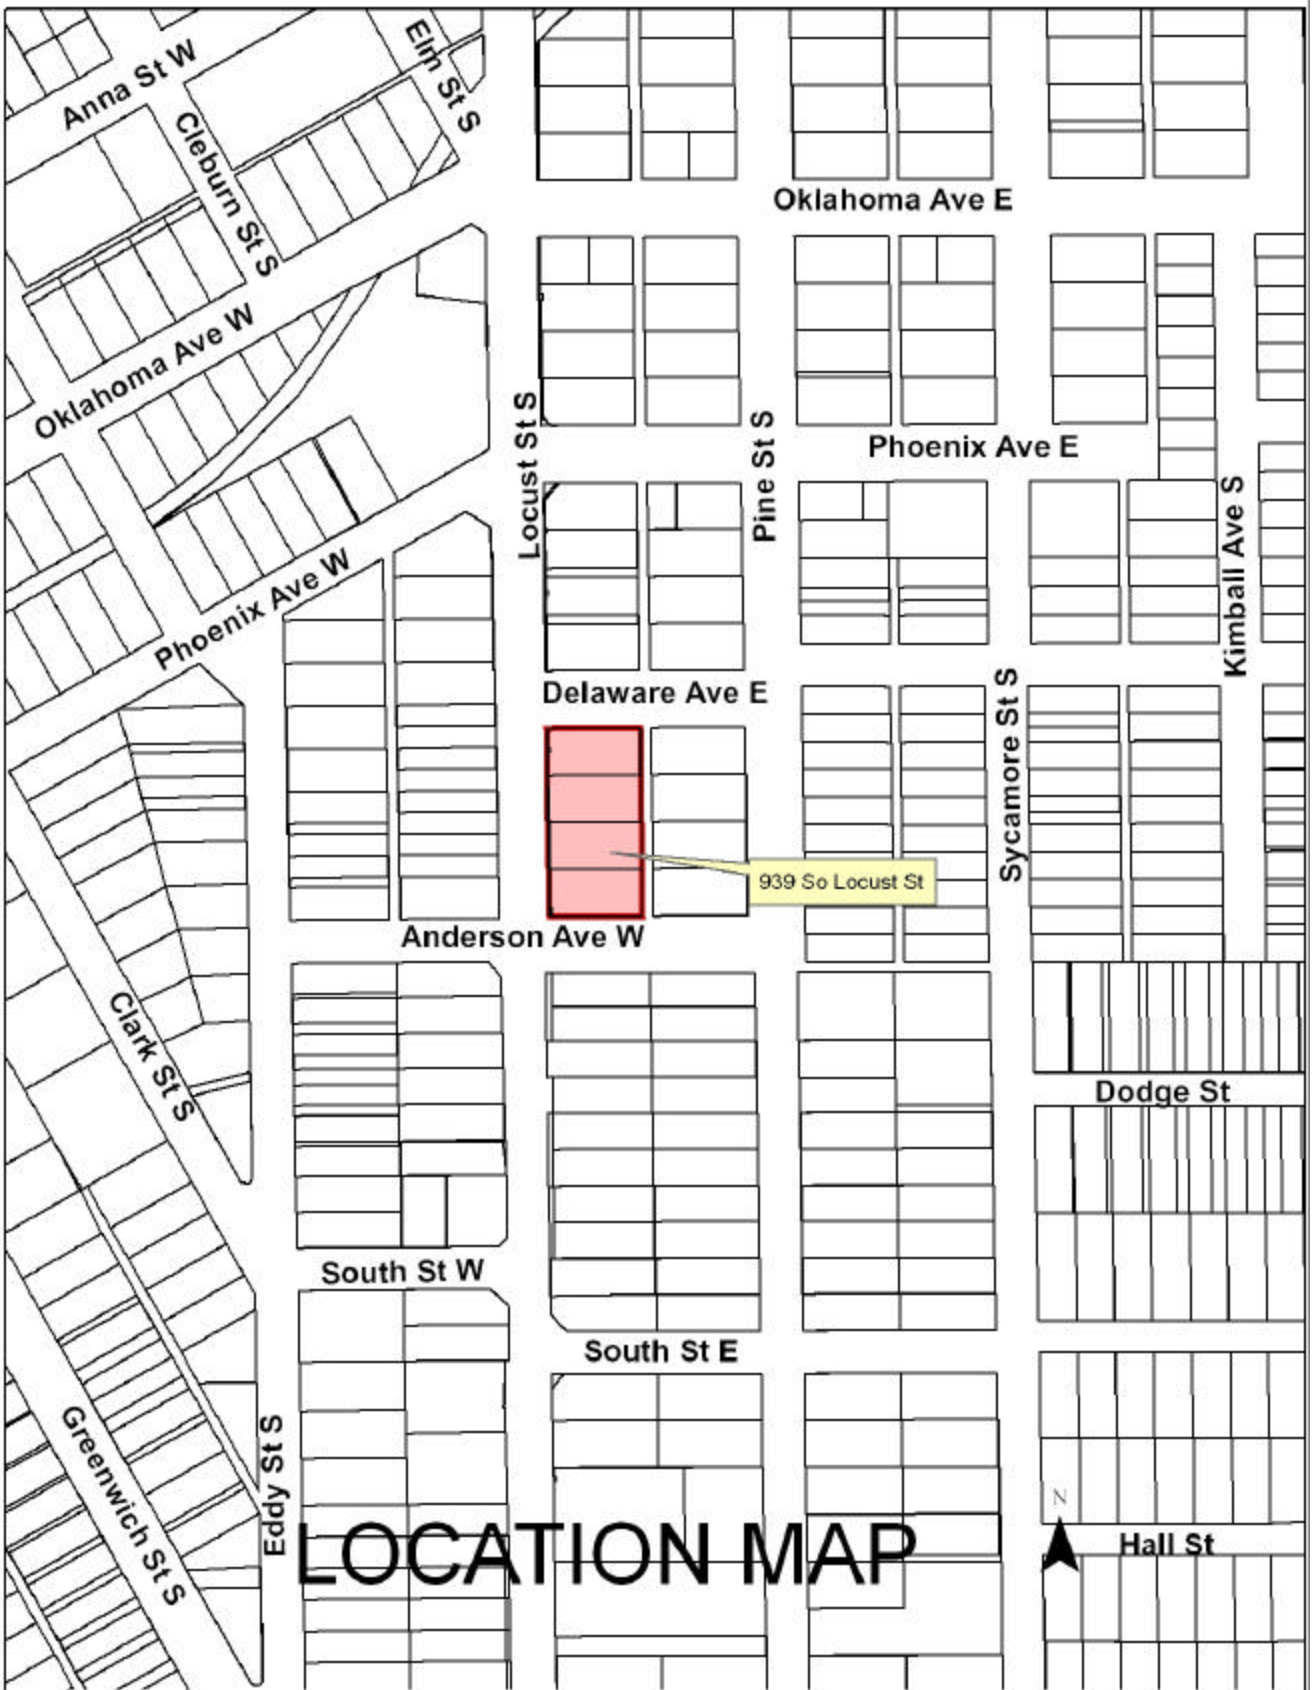 Elm St S
Anna St W
Cleburn St S
Oklahoma Ave E
Oklahoma Ave W
Locust St S
Pine St S
Phoenix Ave E
Kimball Ave S
Phoenix Ave W
Delaware Ave E
Sycamore St S
939 So Locust St
Anderson Ave W
Clark St S
Dodge St
South St W
South St E
Greenwich St S
Eddy St S
N
LOCATION MAP
Hall St